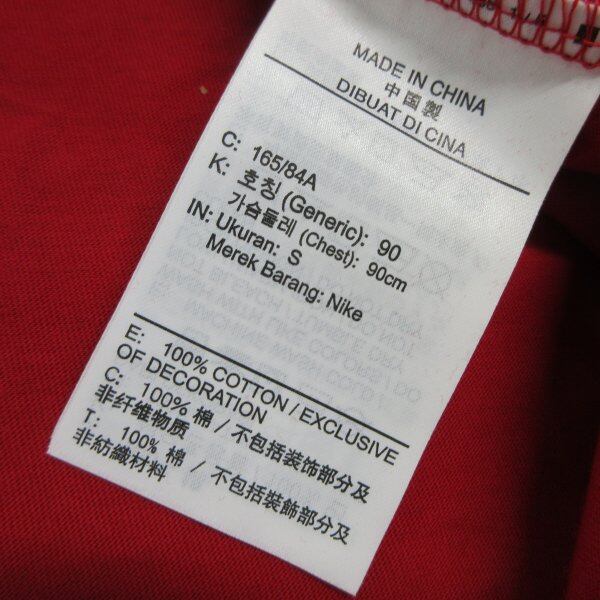 MADE IN CHINA
中国製
DIBUAT DI CINA
C: 165/84A
K: 호칭 (Generic): 90
가슴둘레 (Chest): 90cm
IN: Ukuran: S
Merek Barang: Nike
E: 100% COTTON / EXCLUSIVE
OF DECORATION
C: 100% 棉 / 不包括装饰部分及
非纤维物质
T: 100% 棉 / 不包括裝飾部分及
非紡織材料